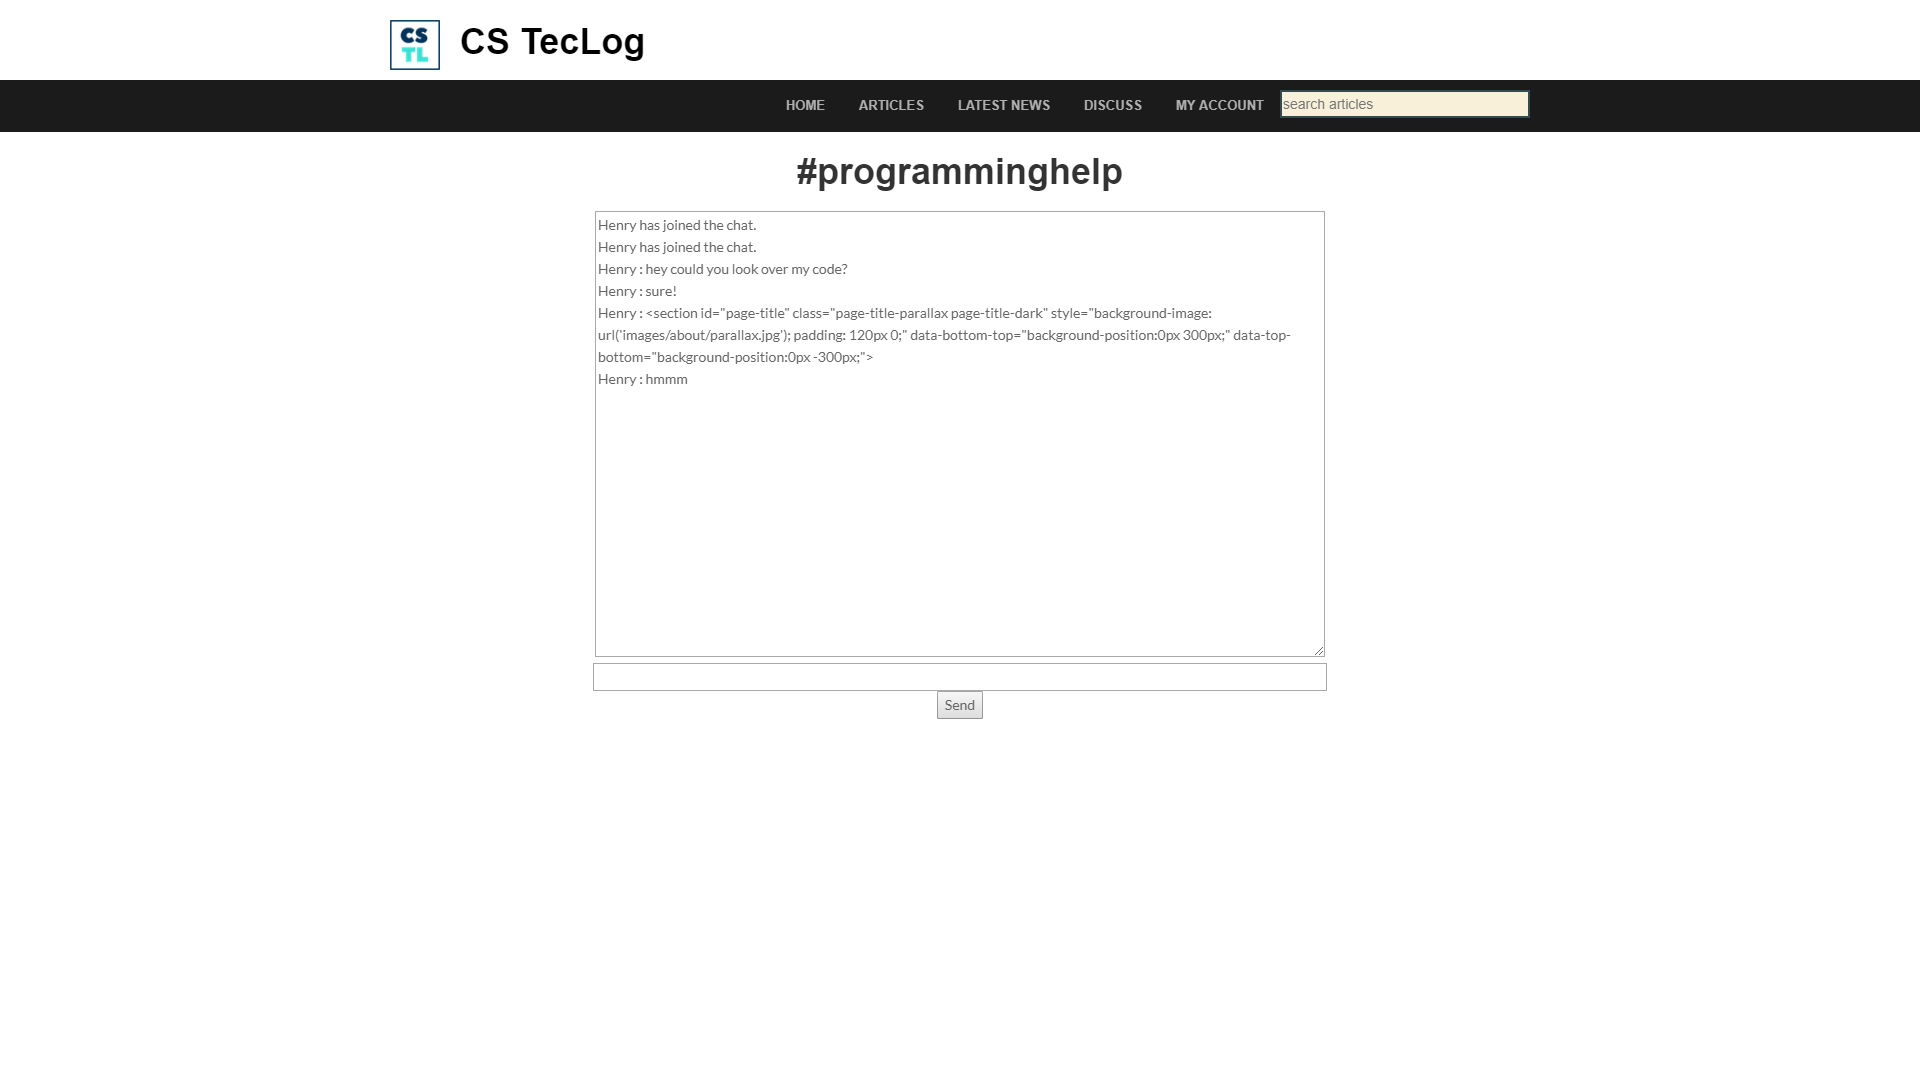 CS
TL
CS TecLog
HOME ARTICLES LATEST NEWS DISCUSS MY ACCOUNT search articles
#programminghelp
Henry has joined the chat.
Henry has joined the chat.
Henry : hey could you look over my code?
Henry : sure!
Henry : <section id="page-title" class="page-title-parallax page-title-dark" style="background-image:
url('images/about/parallax.jpg'); padding: 120px 0;" data-bottom-top="background-position:0px 300px;" data-top-
bottom="background-position:0px -300px;">
Henry : hmmm
Send